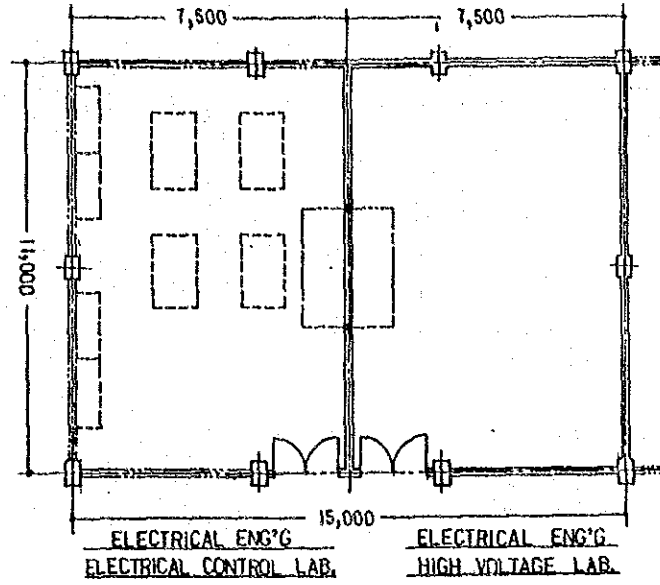 7,500
7,500
11,000
15,000
ELECTRICAL ENG'G
ELECTRICAL CONTROL LAB.
ELECTRICAL ENG'G
HIGH VOLTAGE LAB.